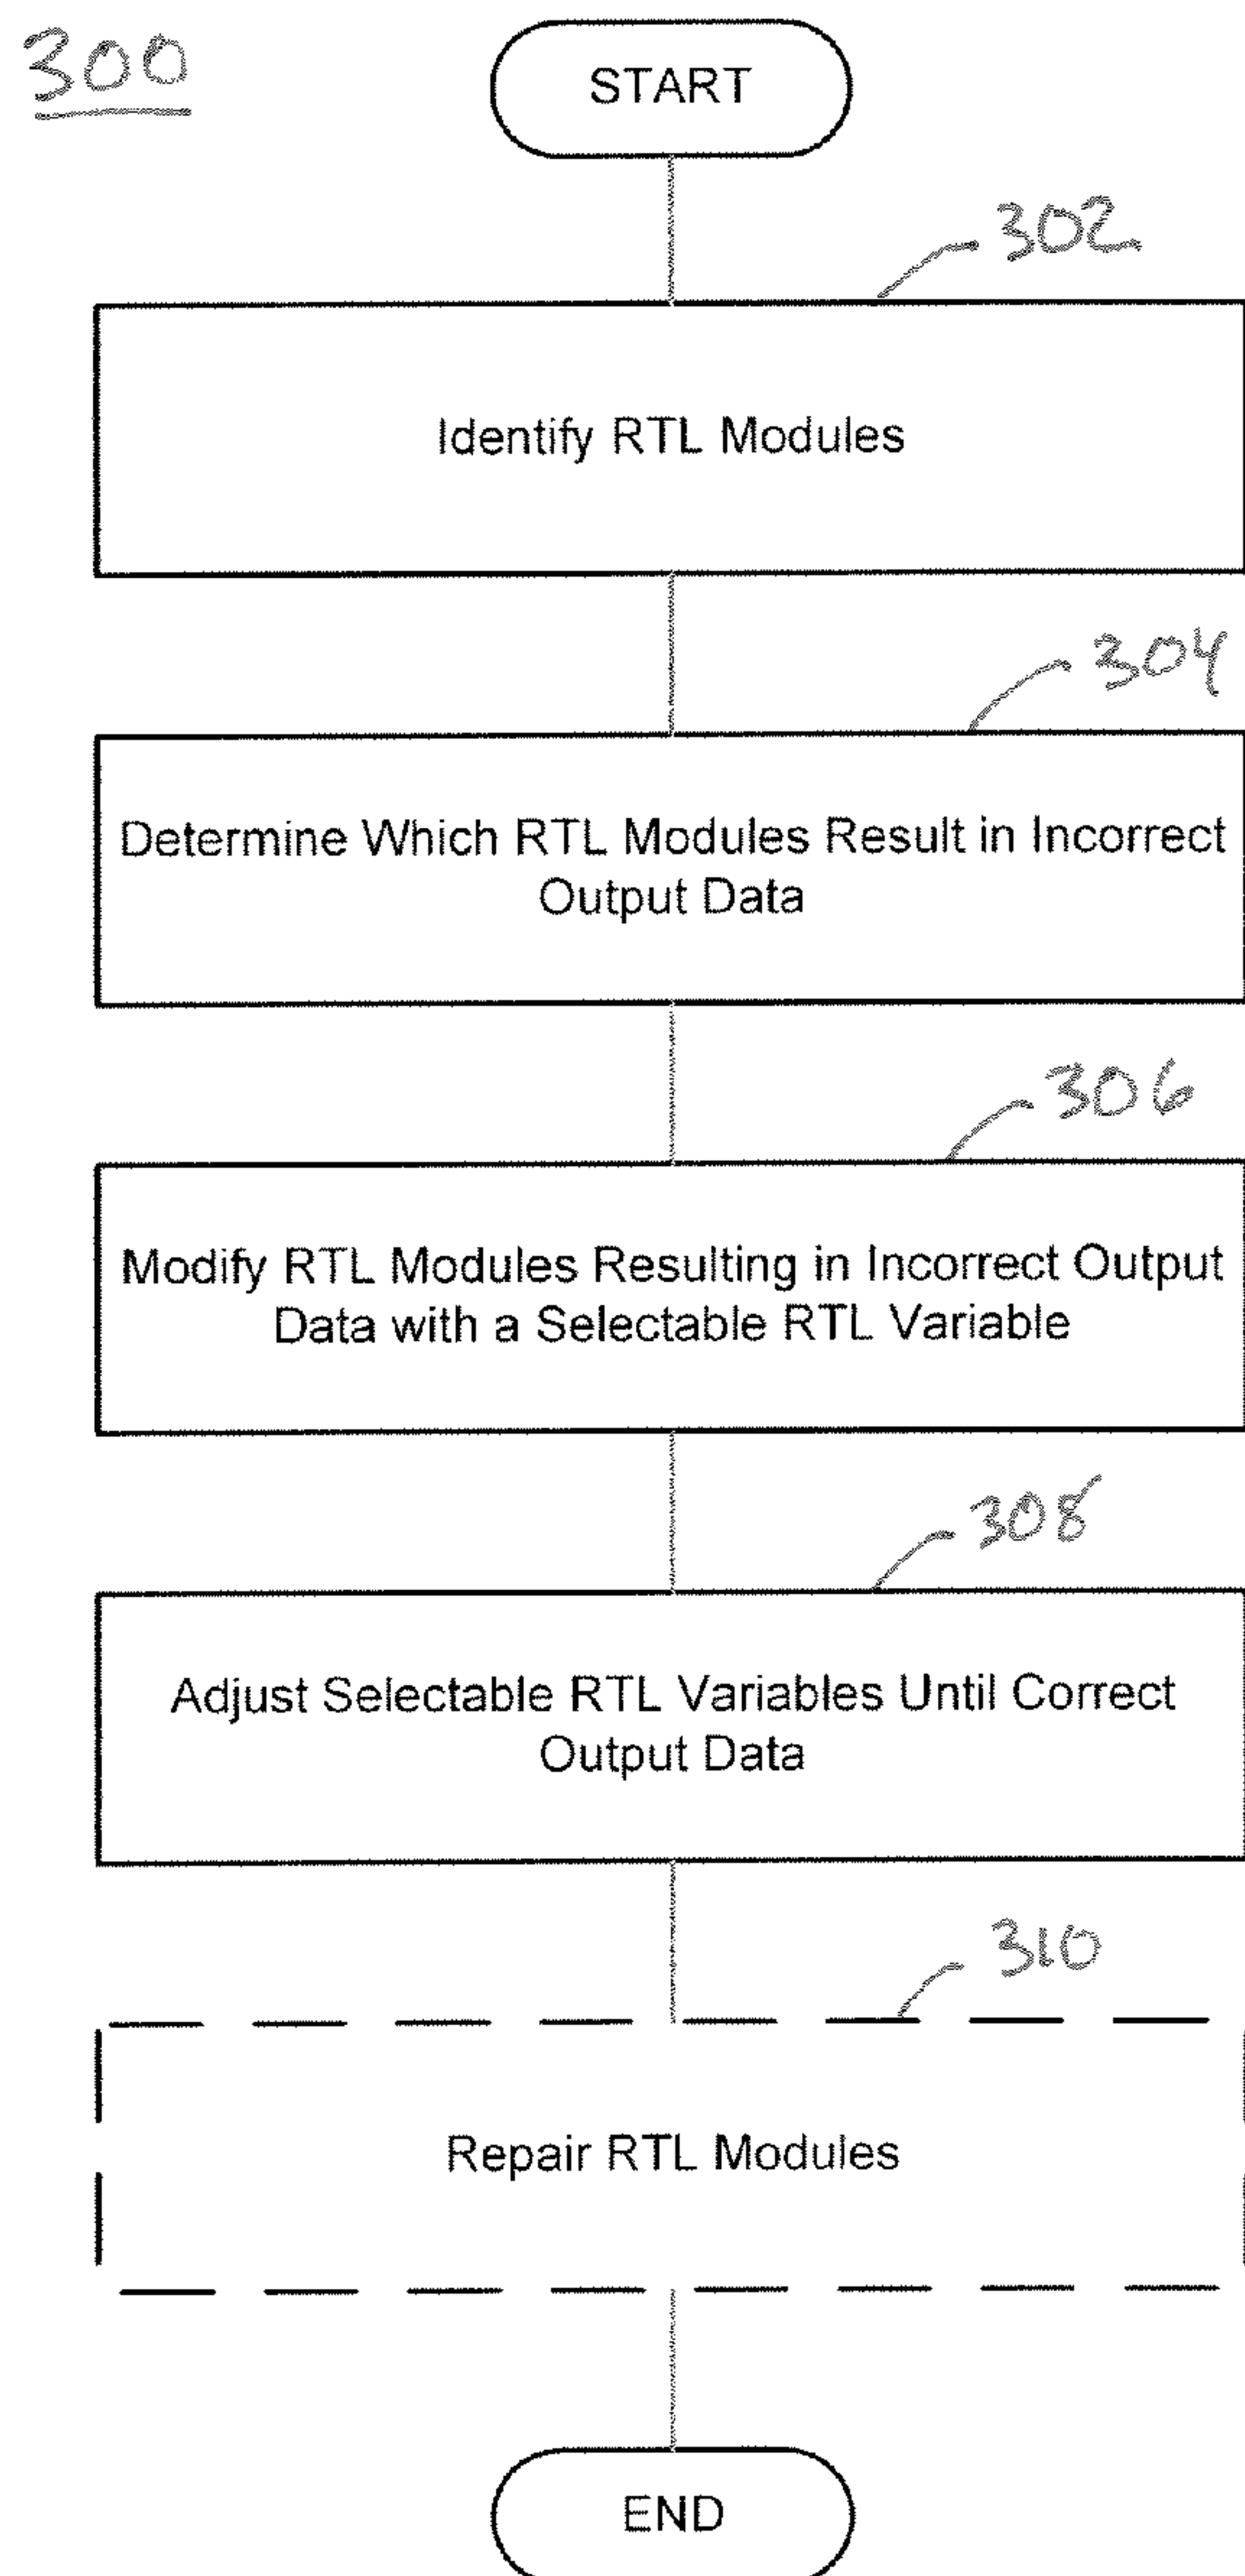 300
START
302
Identify RTL Modules
304
Determine Which RTL Modules Result in Incorrect
Output Data
306
Modify RTL Modules Resulting in Incorrect Output
Data with a Selectable RTL Variable
308
Adjust Selectable RTL Variables Until Correct
Output Data
310
Repair RTL Modules
END